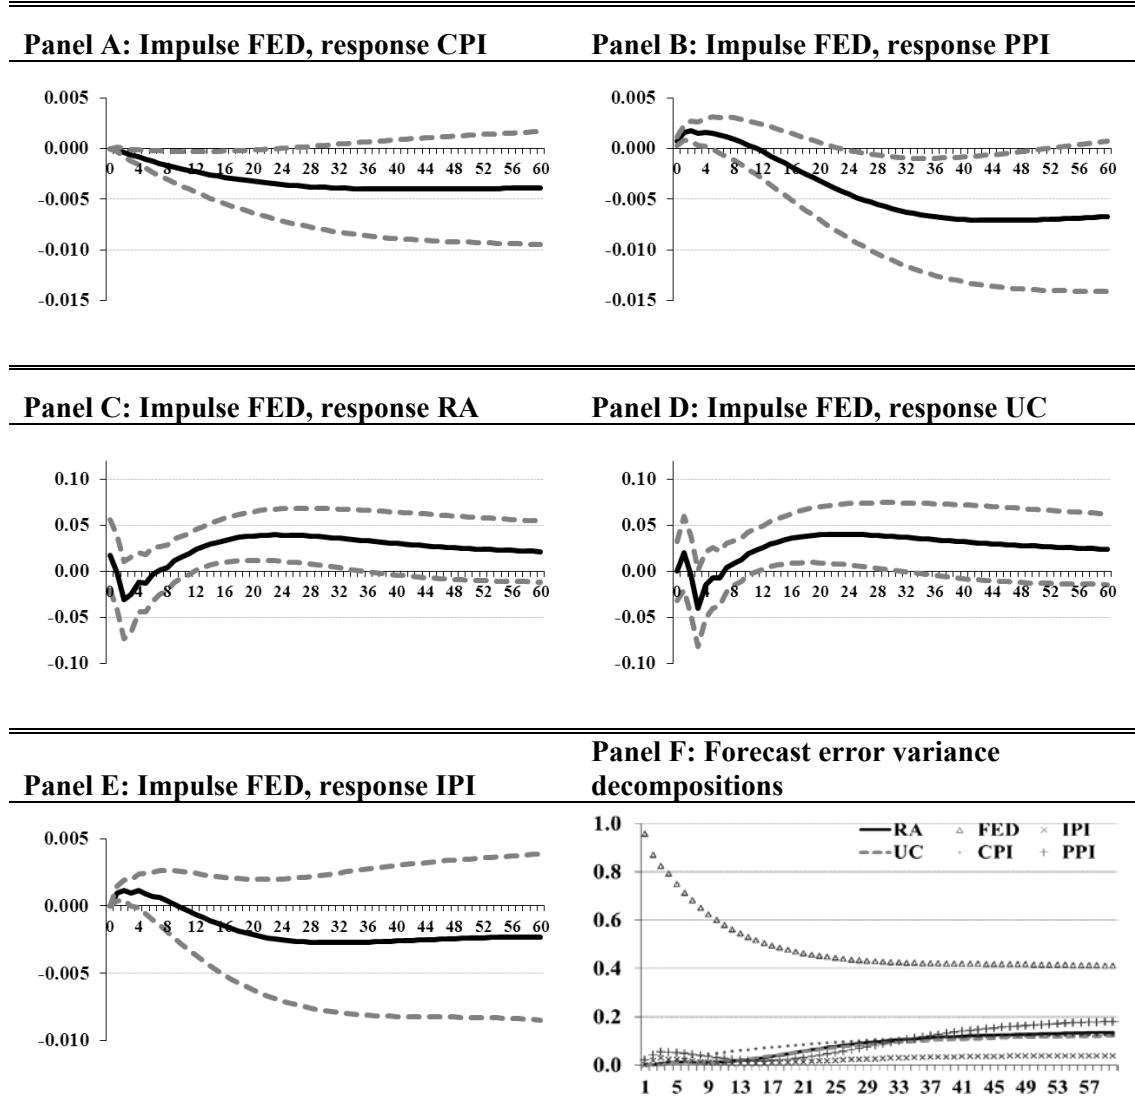 Panel A: Impulse FED, response CPI
Panel B: Impulse FED, response PPI
0.005
0.000
-0.005
-0.010
-0.015
0 4 8 12 16 20 24 28 32 36 40 44 48 52 56 60
0.005
0.000
-0.005
-0.010
-0.015
0 4 8 12 16 20 24 28 32 36 40 44 48 52 56 60
Panel C: Impulse FED, response RA
Panel D: Impulse FED, response UC
0.10
0.05
0.00
-0.05
-0.10
0 4 8 12 16 20 24 28 32 36 40 44 48 52 56 60
0.10
0.05
0.00
-0.05
-0.10
0 4 8 12 16 20 24 28 32 36 40 44 48 52 56 60
Panel E: Impulse FED, response IPI
Panel F: Forecast error variance
decompositions
0.005
0.000
-0.005
-0.010
0 4 8 12 16 20 24 28 32 36 40 44 48 52 56 60
1.0
0.8
0.6
0.4
0.2
0.0
RA FED IPI
UC CPI PPI
1 5 9 13 17 21 25 29 33 37 41 45 49 53 57